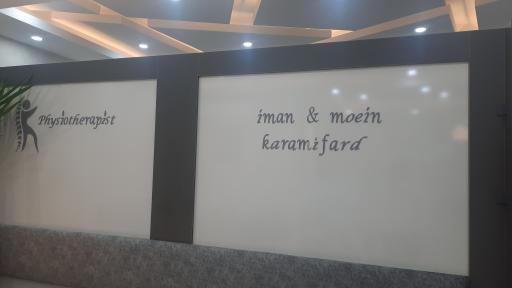 Physiotherapist
iman & moein
karamifard